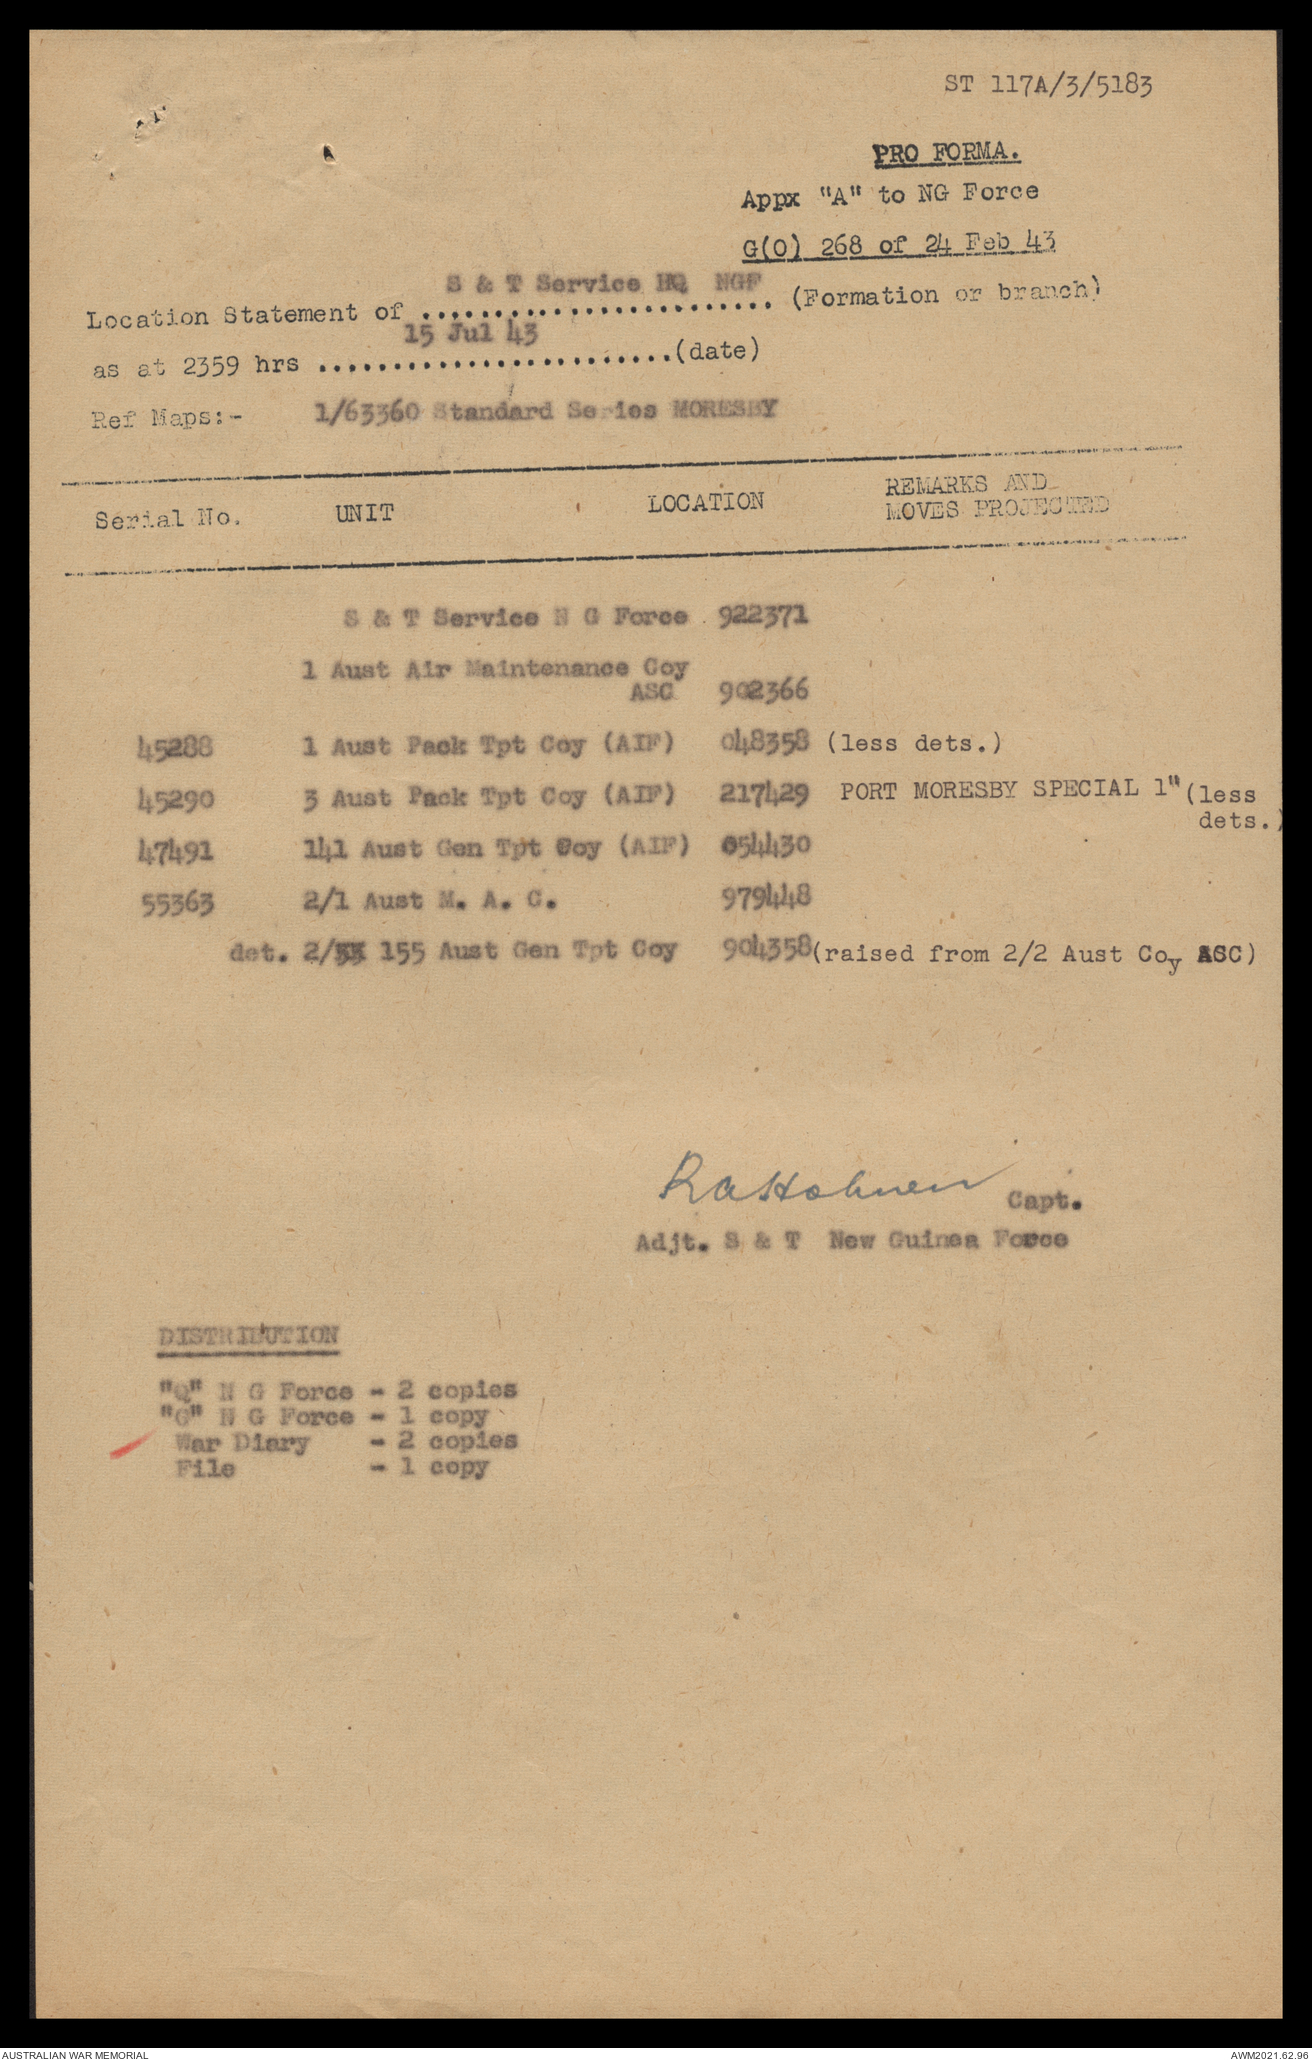 ST 117A/3/5183
PRO FORMA.
Appx "A" to NG Force
G(O) 268 of 24 Feb 43
S & T Service HQ NGF
Location Statement of ........................ (Formation or branch)
15 Jul 43
as at 2359 hrs ........................(date)
Ref Maps:- 1/63360 Standard Series MORESBY
Serial No. UNIT LOCATION REMARKS AND
MOVES PROJECTED
S & T Service N G Force 922371
1 Aust Air Maintenance Coy
ASC 902366
45288 1 Aust Pack Tpt Coy (AIF) 048358 (less dets.)
45290 3 Aust Pack Tpt Coy (AIF) 217429 PORT MORESBY SPECIAL 1" (less
dets.)
47491 141 Aust Gen Tpt Coy (AIF) 054430
55363 2/1 Aust M. A. C. 979448
det. 2/ 155 Aust Gen Tpt Coy 904358 (raised from 2/2 Aust Coy ASC)
Capt.
Adjt. S & T New Guinea Force
DISTRIBUTION
"Q" N G Force - 2 copies
"G" N G Force - 1 copy
War Diary - 2 copies
File - 1 copy
AUSTRALIAN WAR MEMORIAL AWM2021.62.96